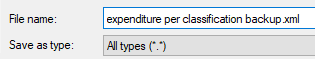 File name: expenditure per classification backup.xml
Save as type: All types (*.*)